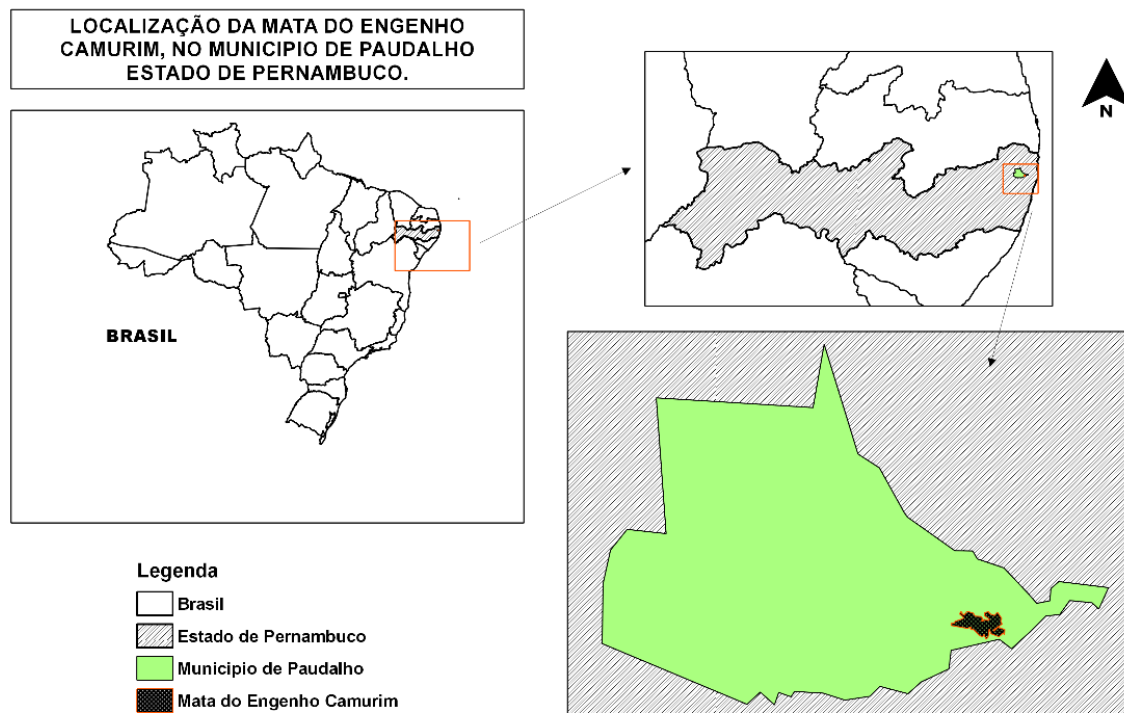 LOCALIZAÇÃO DA MATA DO ENGENHO
CAMURIM, NO MUNICIPIO DE PAUDALHO
ESTADO DE PERNAMBUCO.
N
BRASIL
Legenda
Brasil
Estado de Pernambuco
Municipio de Paudalho
Mata do Engenho Camurim